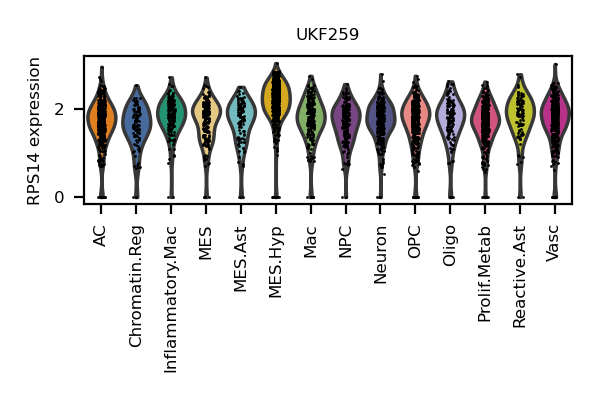 UKF259
RPS14 expression
2
0
AC
Chromatin.Reg
Inflammatory.Mac
MES
MES.Ast
MES.Hyp
Mac
NPC
Neuron
OPC
Oligo
Prolif.Metab
Reactive.Ast
Vasc